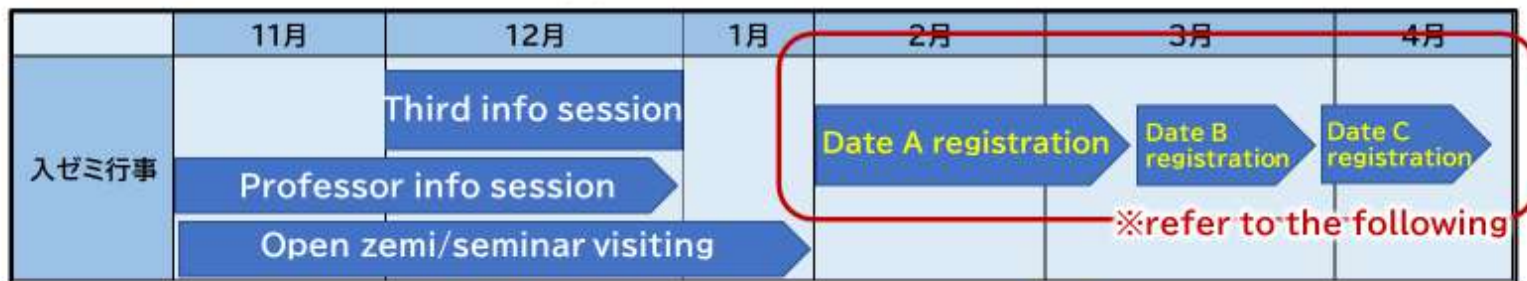 11月 12月 1月 2月 3月 4月
入ゼミ行事
Third info session
Professor info session
Open zemi/seminar visiting
Date A registration
Date B
registration
Date C
registration
※refer to the following